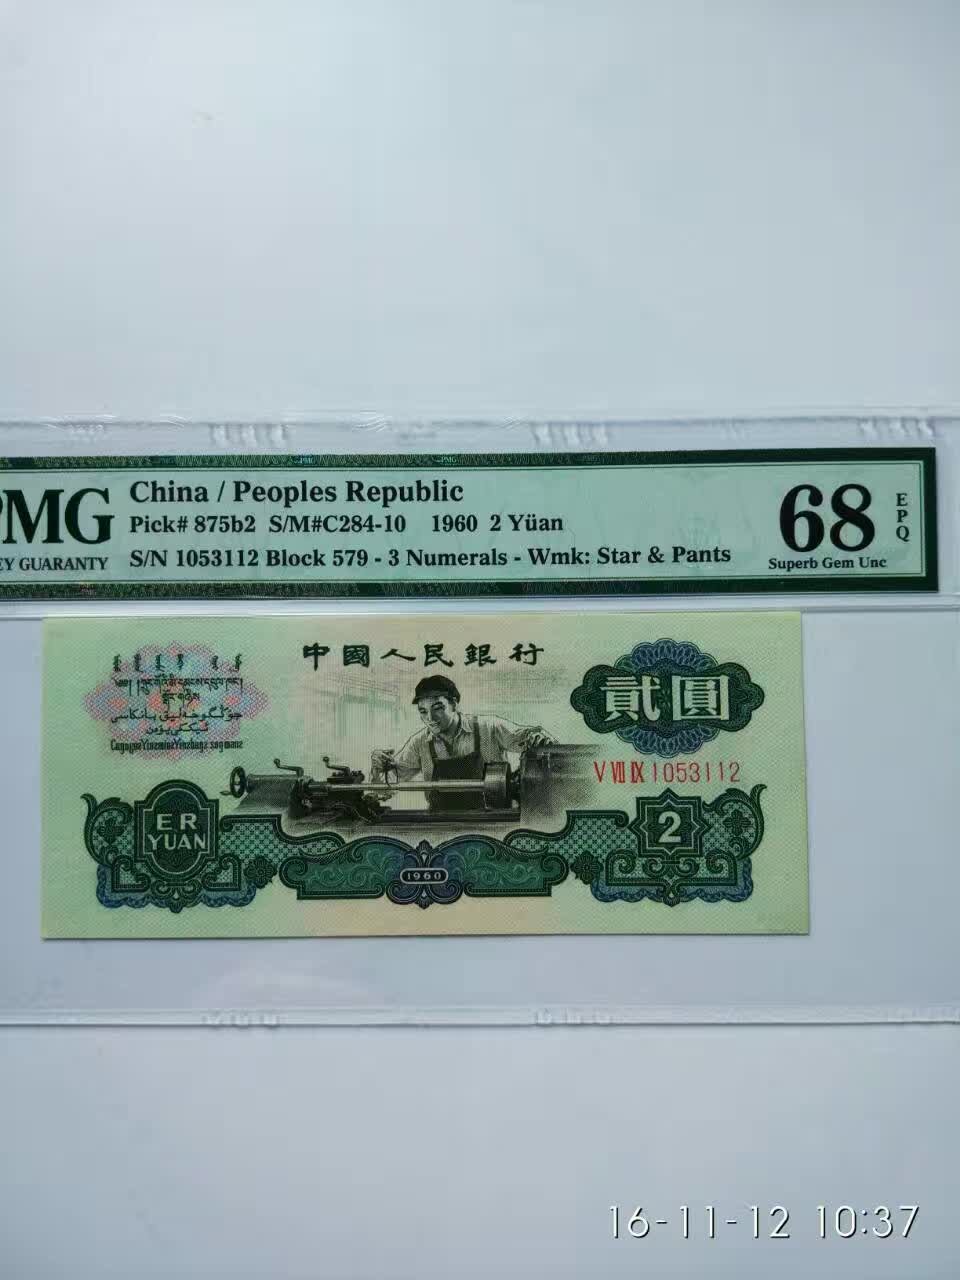 PMG
EY GUARANTY
China / Peoples Republic
Pick# 875b2 S/M#C284-10 1960 2 Yüan
S/N 1053112 Block 579 - 3 Numerals - Wmk: Star & Pants
68
EPQ
Superb Gem Unc
中國人民銀行
貳圓
V VII IX 1053112
ER
YUAN
1960
2
16-11-12 10:37